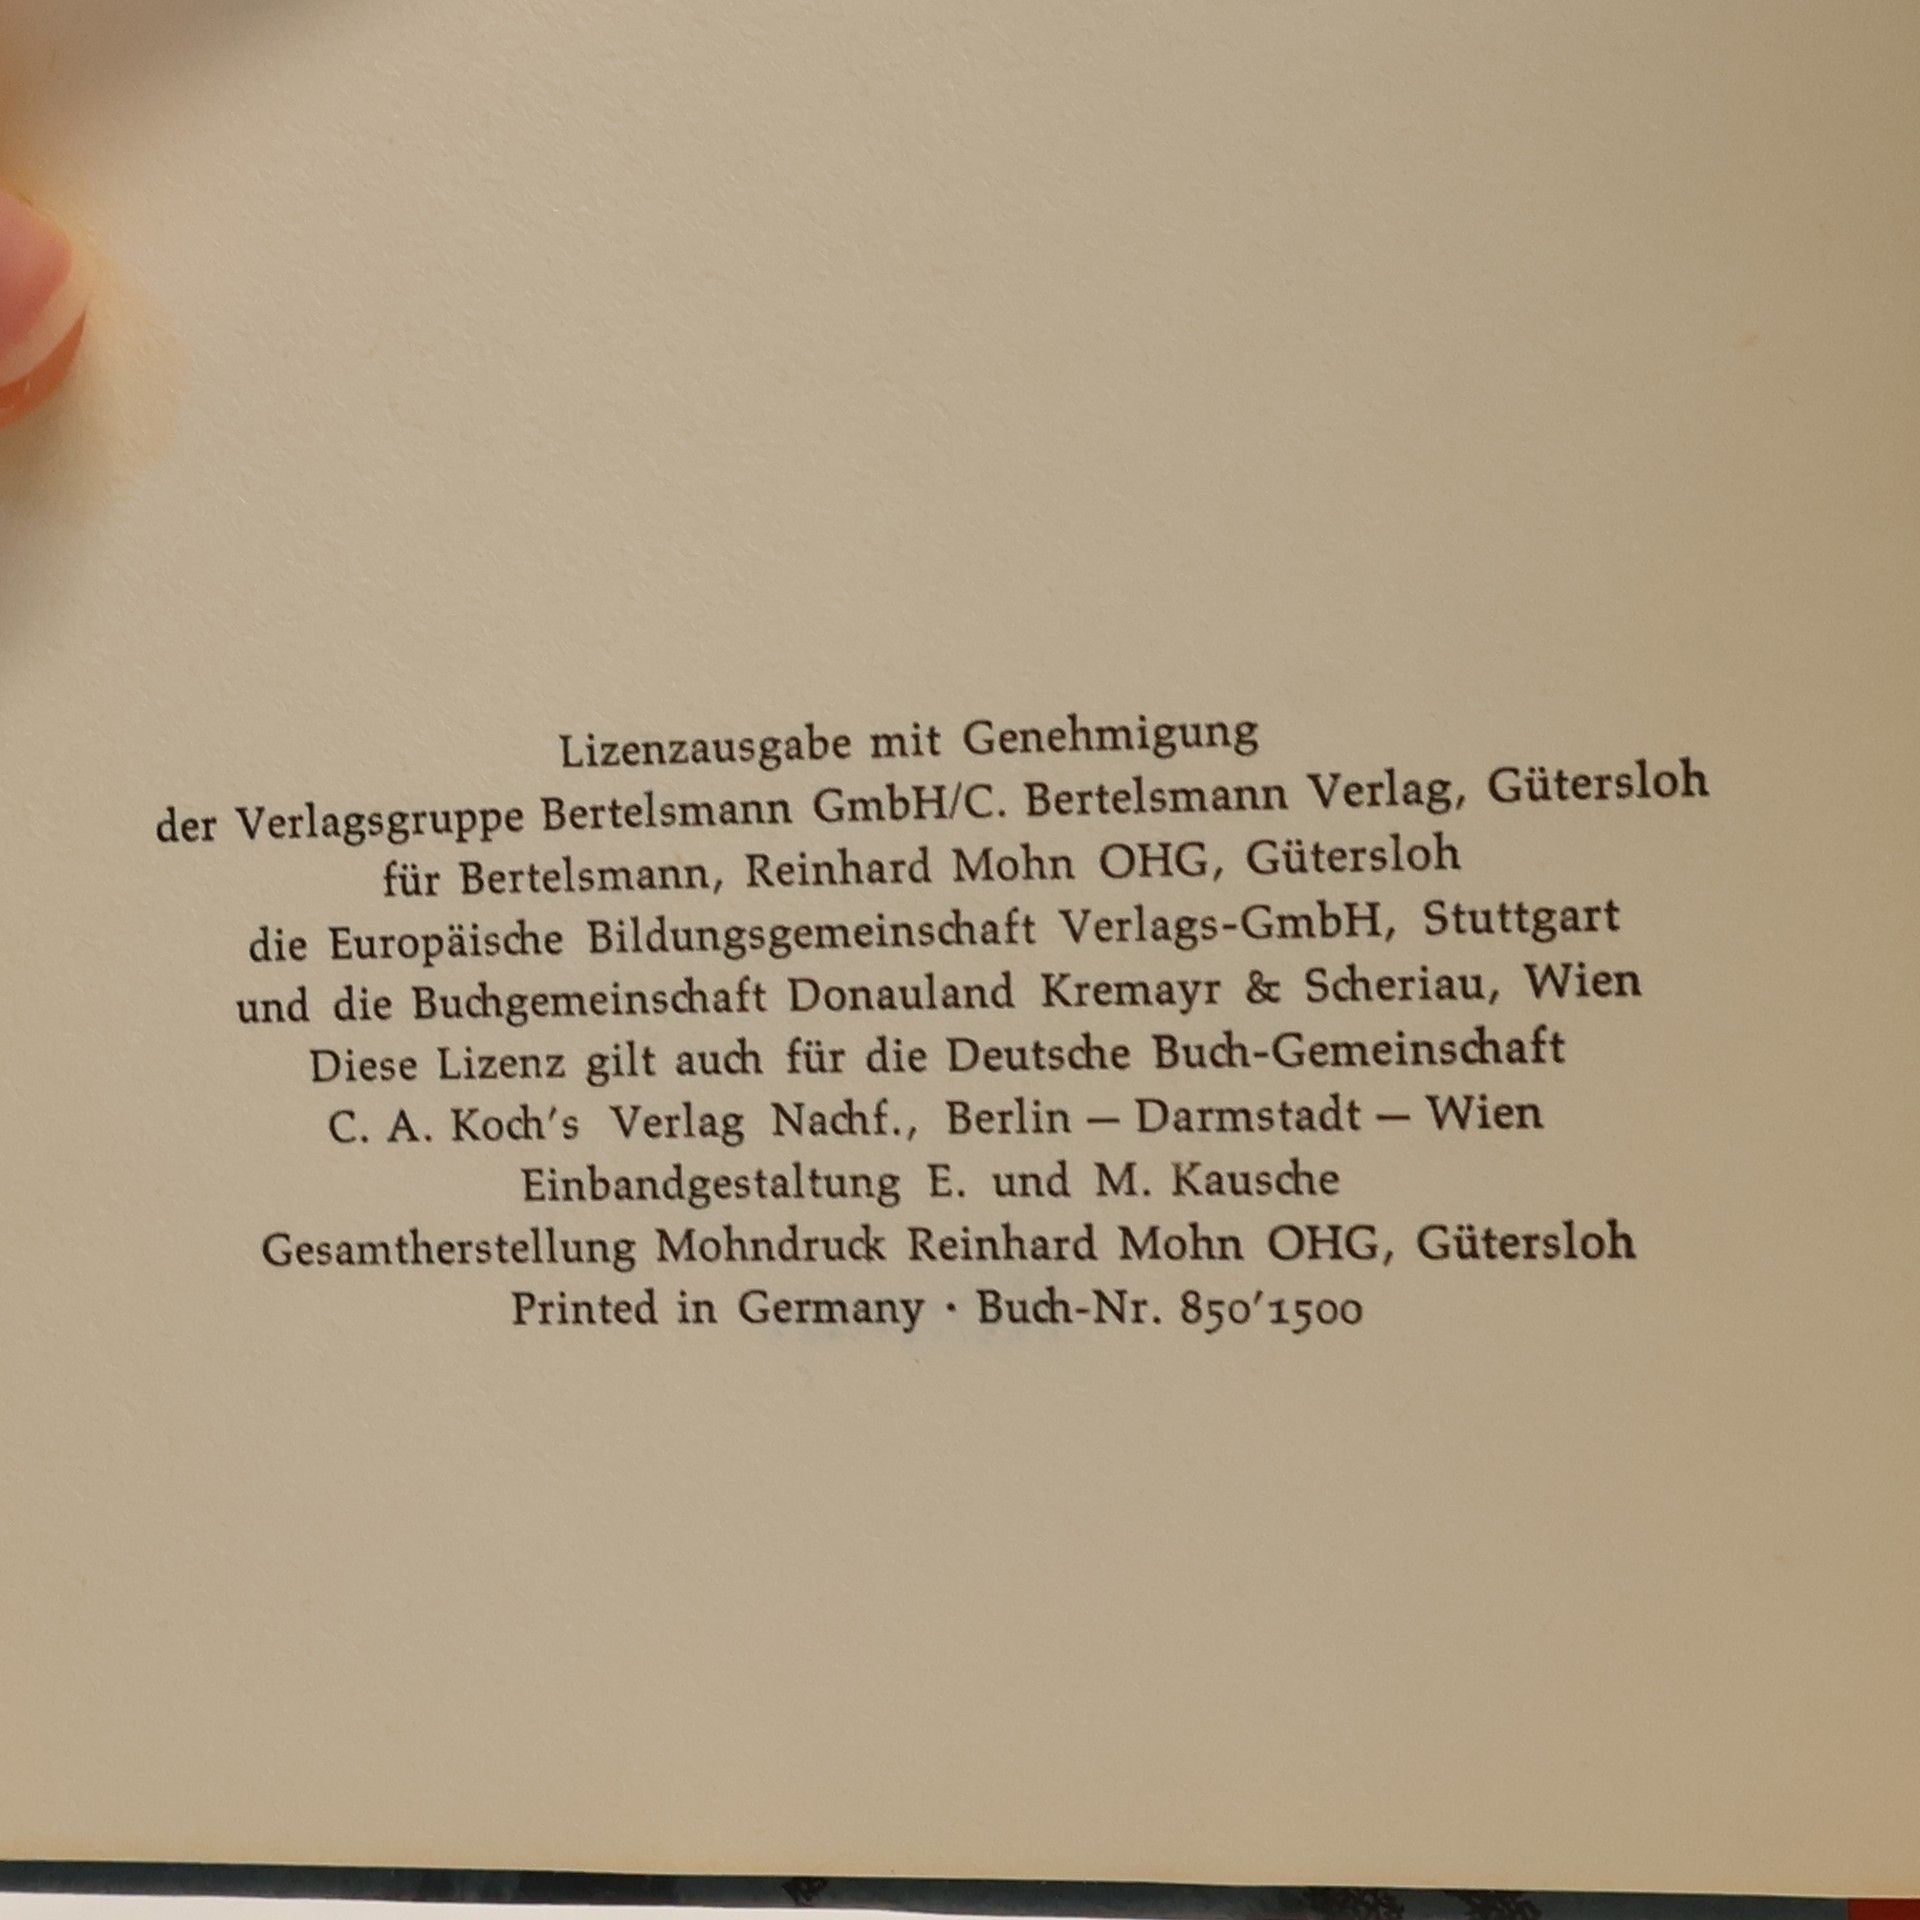 Lizenzausgabe mit Genehmigung
der Verlagsgruppe Bertelsmann GmbH/C. Bertelsmann Verlag, Gütersloh
für Bertelsmann, Reinhard Mohn OHG, Gütersloh
die Europäische Bildungsgemeinschaft Verlags-GmbH, Stuttgart
und die Buchgemeinschaft Donauland Kremayr & Scheriau, Wien
Diese Lizenz gilt auch für die Deutsche Buch-Gemeinschaft
C. A. Koch's Verlag Nachf., Berlin – Darmstadt – Wien
Einbandgestaltung E. und M. Kausche
Gesamtherstellung Mohndruck Reinhard Mohn OHG, Gütersloh
Printed in Germany · Buch-Nr. 850'1500